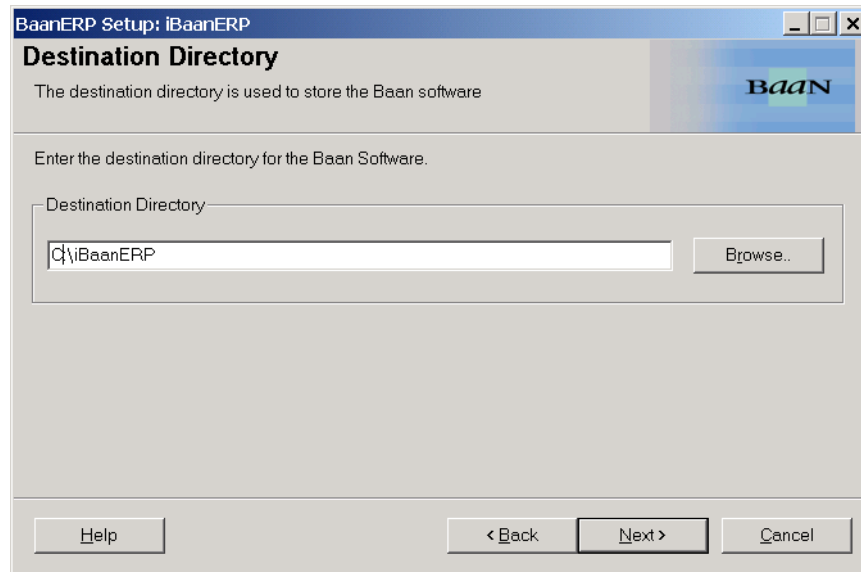 BaanERP Setup: iBaanERP
Destination Directory
The destination directory is used to store the Baan software
BaaN
Enter the destination directory for the Baan Software.
Destination Directory
C:\iBaanERP
Browse..
Help
< Back
Next >
Cancel